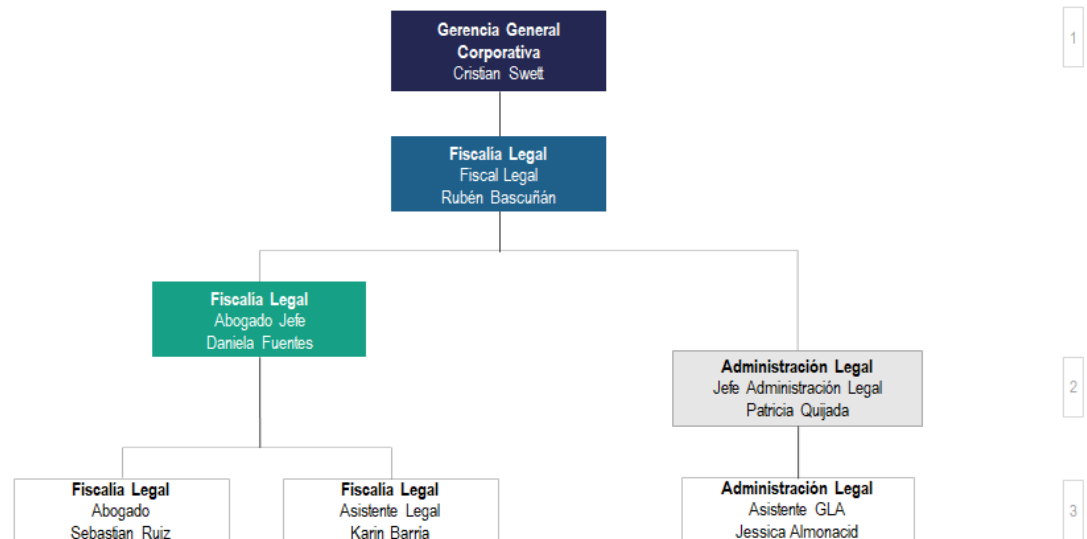 Gerencia General
Corporativa
Cristian Swett
1
Fiscalía Legal
Fiscal Legal
Rubén Bascuñán
Fiscalía Legal
Abogado Jefe
Daniela Fuentes
Administración Legal
Jefe Administración Legal
Patricia Quijada
2
Fiscalía Legal
Abogado
Sebastian Ruiz
Fiscalía Legal
Asistente Legal
Karin Barría
Administración Legal
Asistente GLA
Jessica Almonacid
3